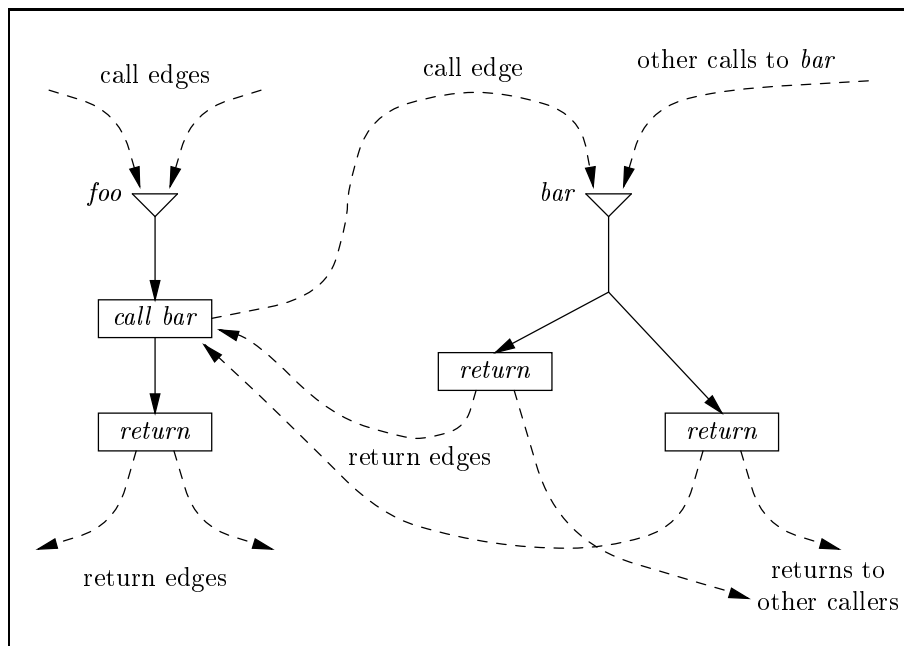 call edges
call edge
other calls to bar
foo
bar
call bar
return
return
return
return edges
return edges
returns to
other callers